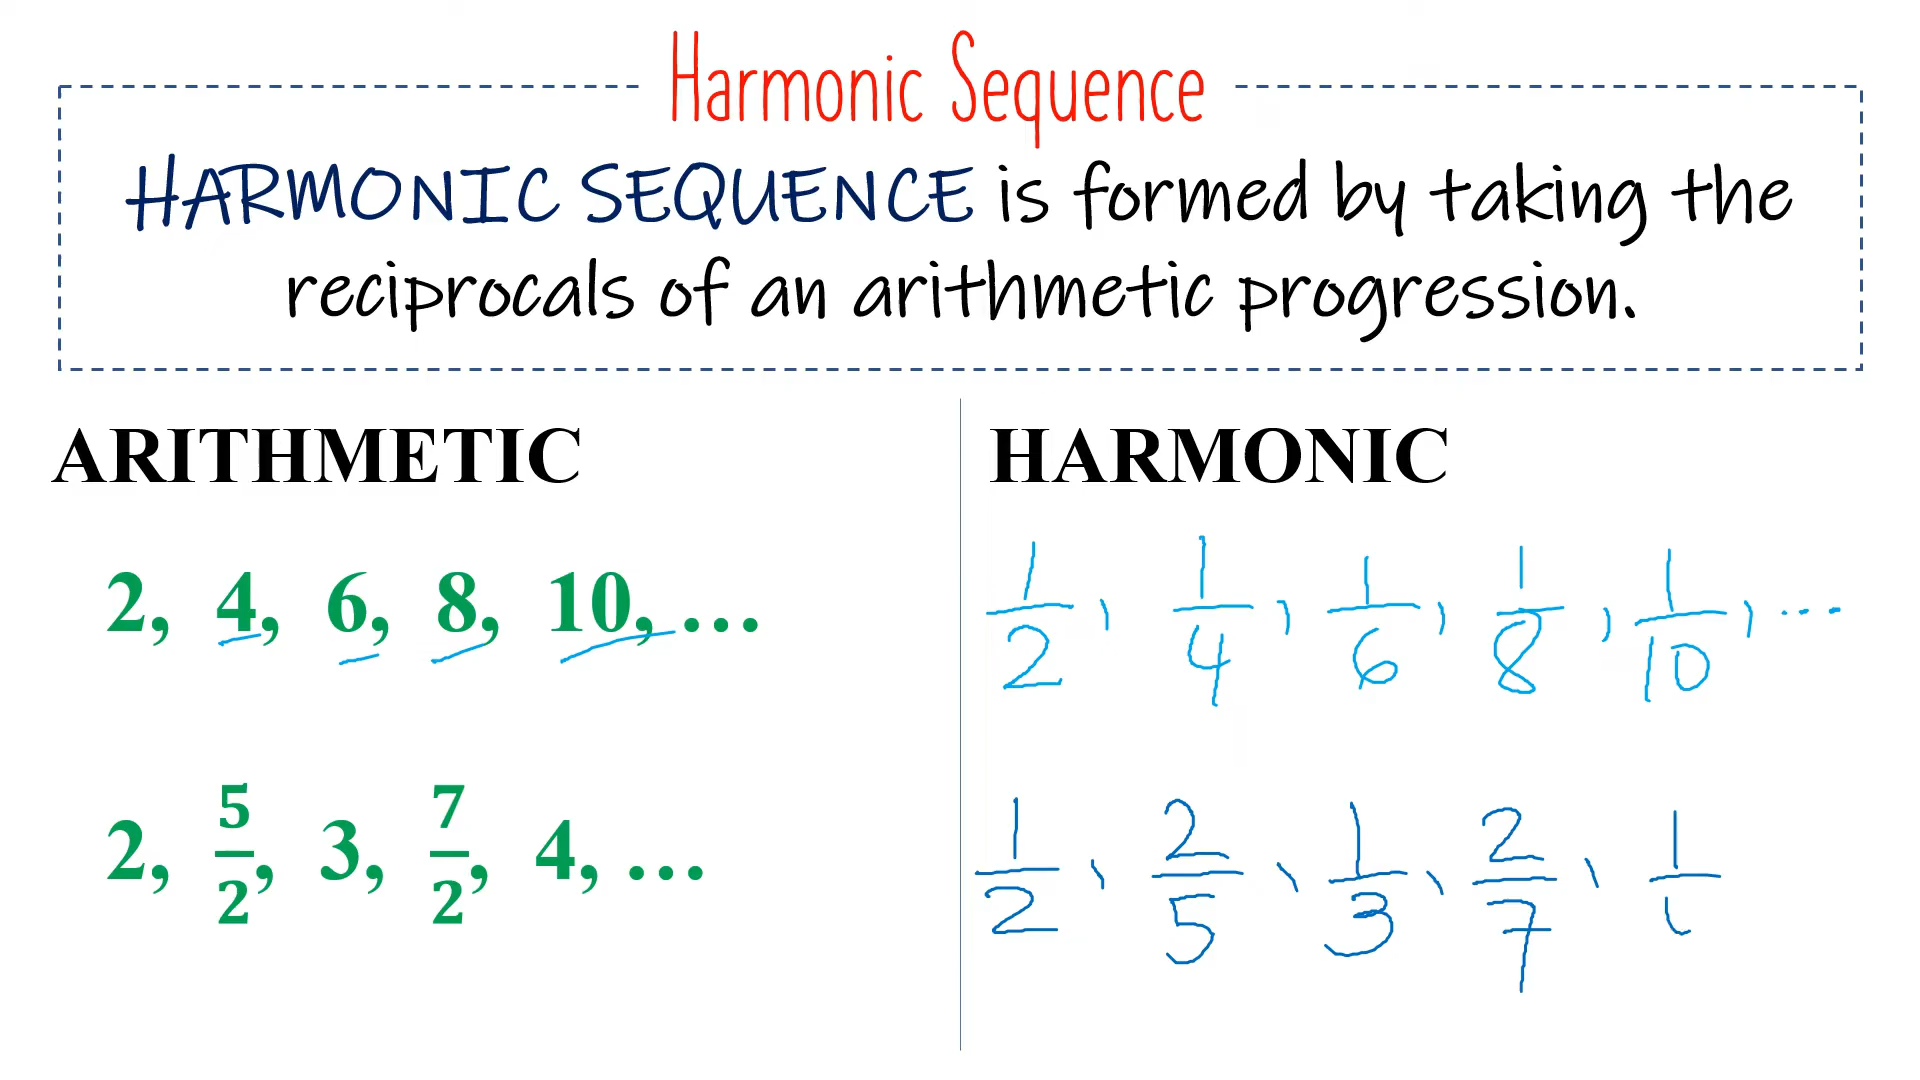 Harmonic Sequence
HARMONIC SEQUENCE is formed by taking the
reciprocals of an arithmetic progression.
ARITHMETIC
HARMONIC
2, 4, 6, 8, 10, ...
1/2, 1/4, 1/6, 1/8, 1/10, ...
2, 5/2, 3, 7/2, 4, ...
1/2, 2/5, 1/3, 2/7, 1/